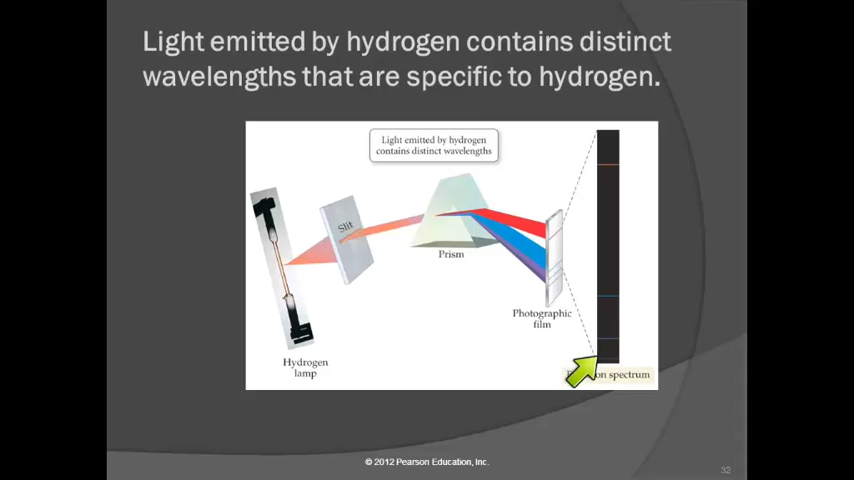 Light emitted by hydrogen contains distinct
wavelengths that are specific to hydrogen.
Light emitted by hydrogen
contains distinct wavelengths
Slit
Prism
Photographic
film
Hydrogen
lamp
spectrum
© 2012 Pearson Education, Inc.
32